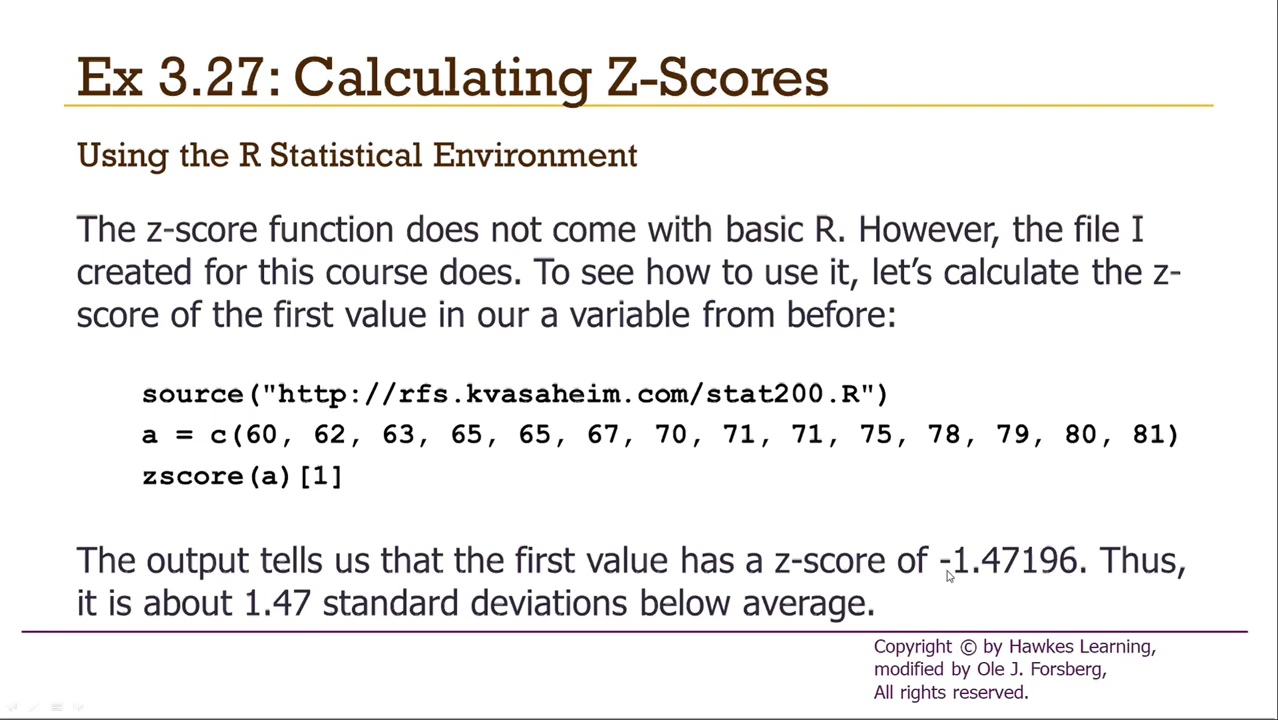 Ex 3.27: Calculating Z-Scores
Using the R Statistical Environment
The z-score function does not come with basic R. However, the file I
created for this course does. To see how to use it, let’s calculate the z-
score of the first value in our a variable from before:
source("http://rfs.kvasaheim.com/stat200.R")
a = c(60, 62, 63, 65, 65, 67, 70, 71, 71, 75, 78, 79, 80, 81)
zscore(a)[1]
The output tells us that the first value has a z-score of -1.47196. Thus,
it is about 1.47 standard deviations below average.
Copyright © by Hawkes Learning,
modified by Ole J. Forsberg,
All rights reserved.